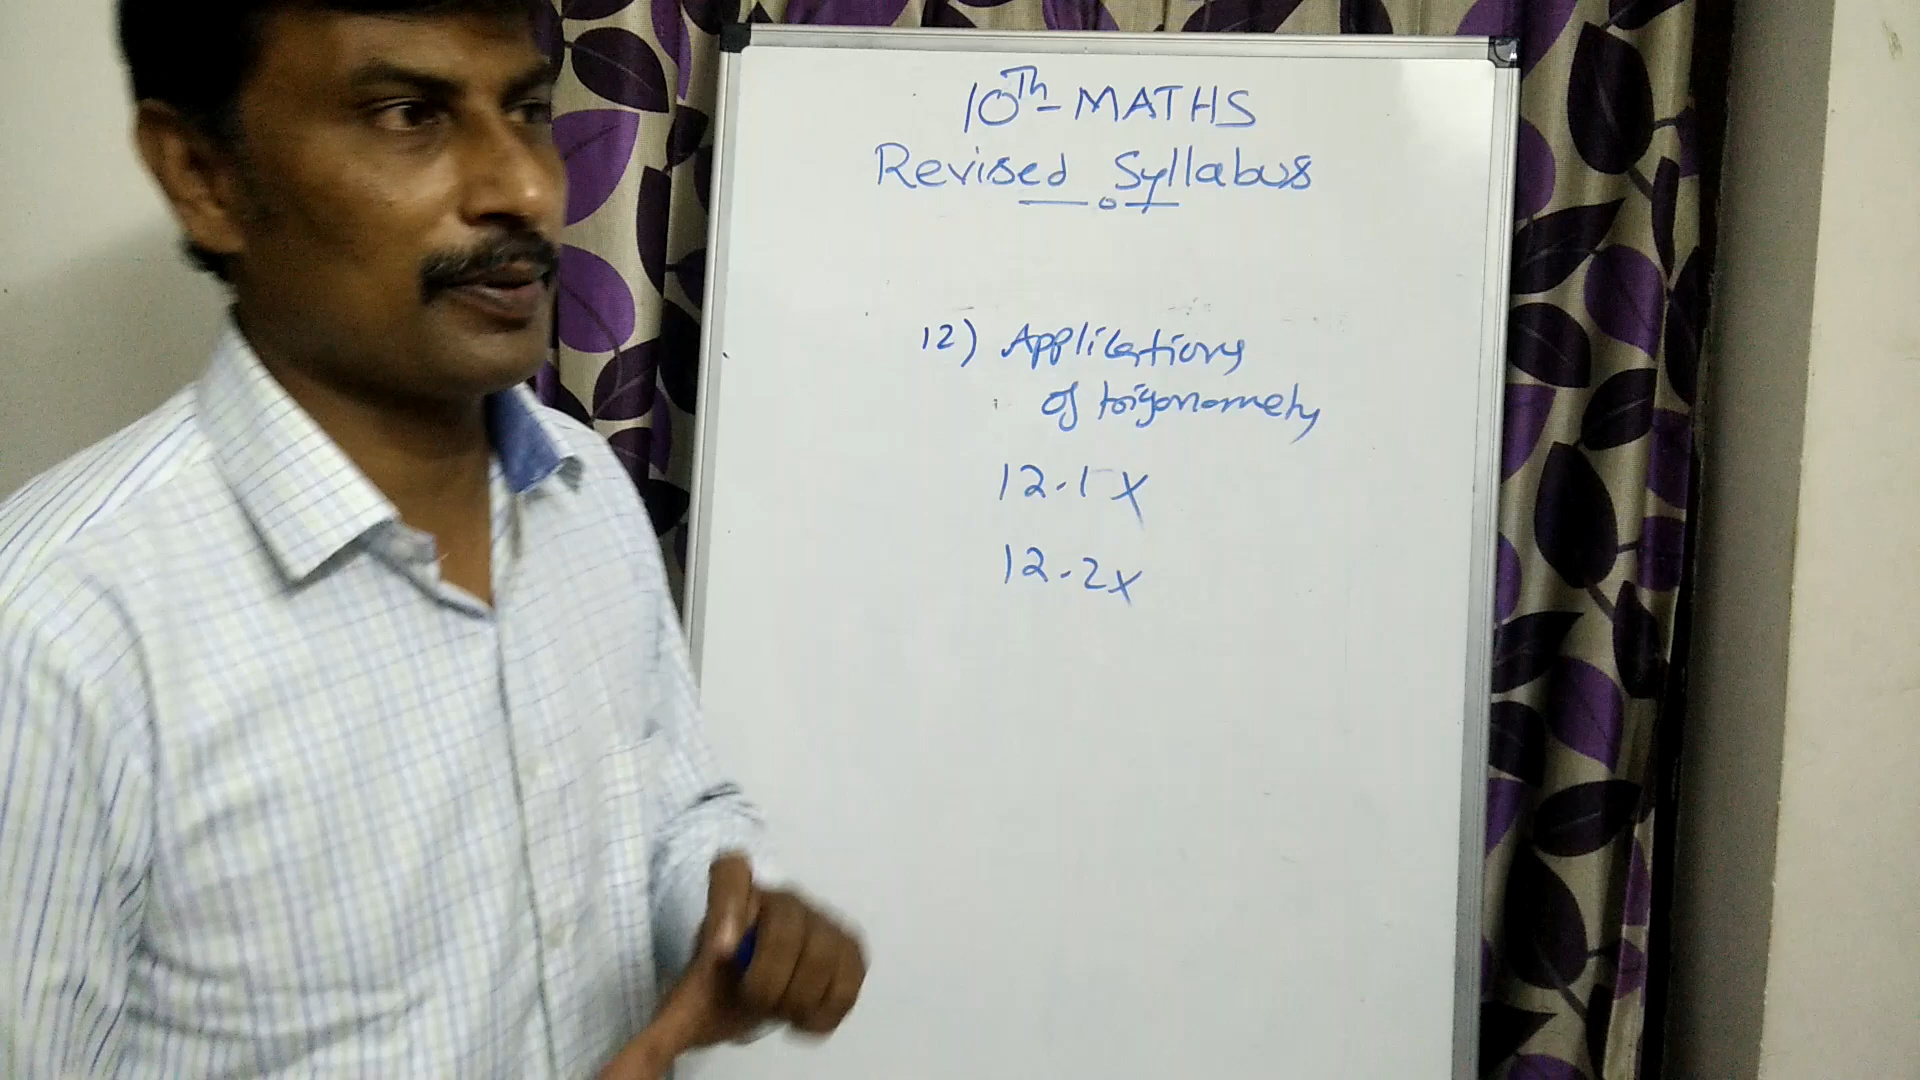 10Th-MATHS
Revised Syllabus
12) Applications
of trigonometry
12.1 x
12.2 x